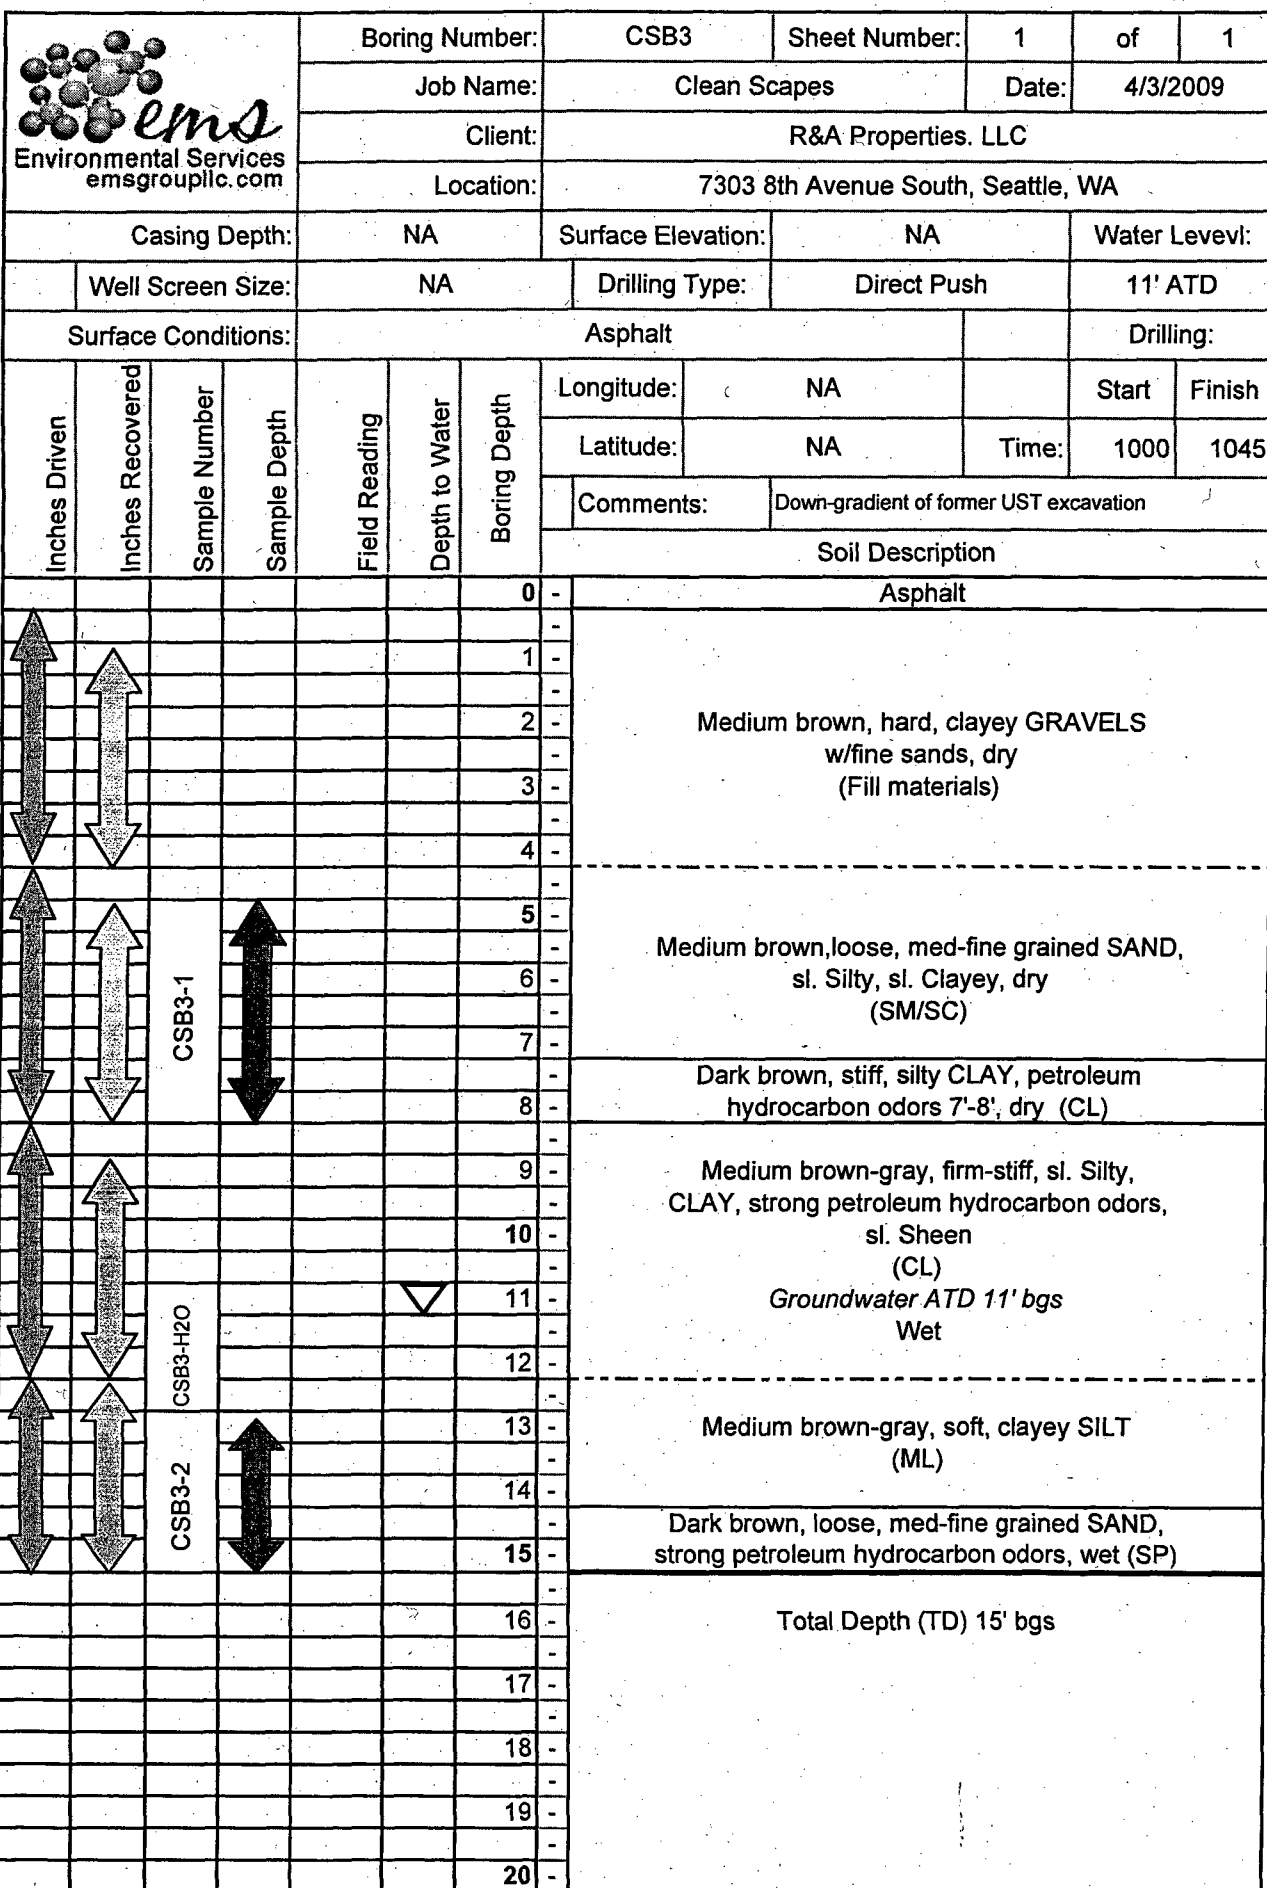 ems
Environmental Services
emsgroupllc.com
Boring Number: CSB3 Sheet Number: 1 of 1
Job Name: Clean Scapes Date: 4/3/2009
Client: R&A Properties. LLC
Location: 7303 8th Avenue South, Seattle, WA
Casing Depth: NA Surface Elevation: NA Water Levevl:
Well Screen Size: NA Drilling Type: Direct Push 11' ATD
Surface Conditions: Asphalt Drilling:
Longitude: NA Start Finish
Latitude: NA Time: 1000 1045
Comments: Down-gradient of former UST excavation
Inches Driven
Inches Recovered
Sample Number
Sample Depth
Field Reading
Depth to Water
Boring Depth
Soil Description
0 - Asphalt
-
1 -
-
2 - Medium brown, hard, clayey GRAVELS
- w/fine sands, dry
3 - (Fill materials)
-
4 -
-
5 -
- Medium brown,loose, med-fine grained SAND,
6 - sl. Silty, sl. Clayey, dry
- (SM/SC)
CSB3-1
7 -
- Dark brown, stiff, silty CLAY, petroleum
8 - hydrocarbon odors 7'-8', dry (CL)
-
9 - Medium brown-gray, firm-stiff, sl. Silty,
- CLAY, strong petroleum hydrocarbon odors,
10 - sl. Sheen
- (CL)
11 - Groundwater ATD 11' bgs
- Wet
CSB3-H2O
12 -
-
13 - Medium brown-gray, soft, clayey SILT
- (ML)
14 -
CSB3-2
- Dark brown, loose, med-fine grained SAND,
15 - strong petroleum hydrocarbon odors, wet (SP)
-
16 - Total Depth (TD) 15' bgs
-
17 -
-
18 -
-
19 -
-
20 -